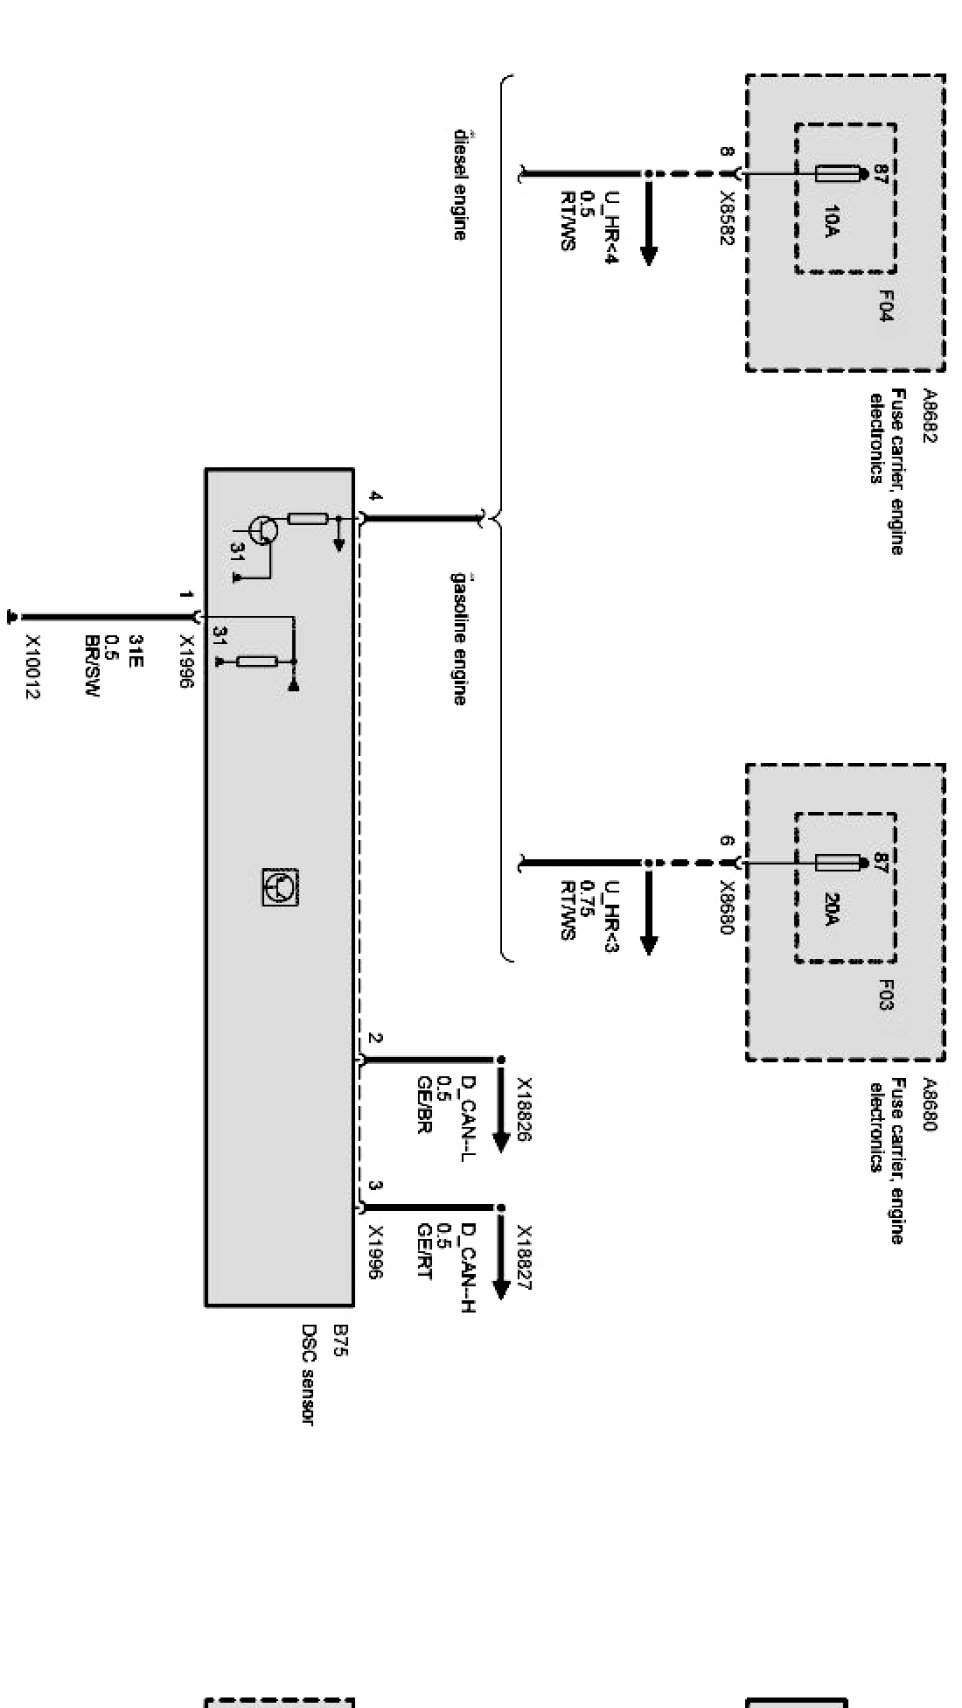 A8682
Fuse carrier, engine
electronics
F04
87
10A
8
X8582
U_HR<4
0.5
RT/WS
diesel engine
A8680
Fuse carrier, engine
electronics
F03
87
20A
6
X8680
U_HR<3
0.75
RT/WS
gasoline engine
4
X18826
D_CAN--L
0.5
GE/BR
2
X18827
D_CAN--H
0.5
GE/RT
3
X1996
B75
DSC sensor
31
31
1
X1996
31E
0.5
BR/SW
X10012